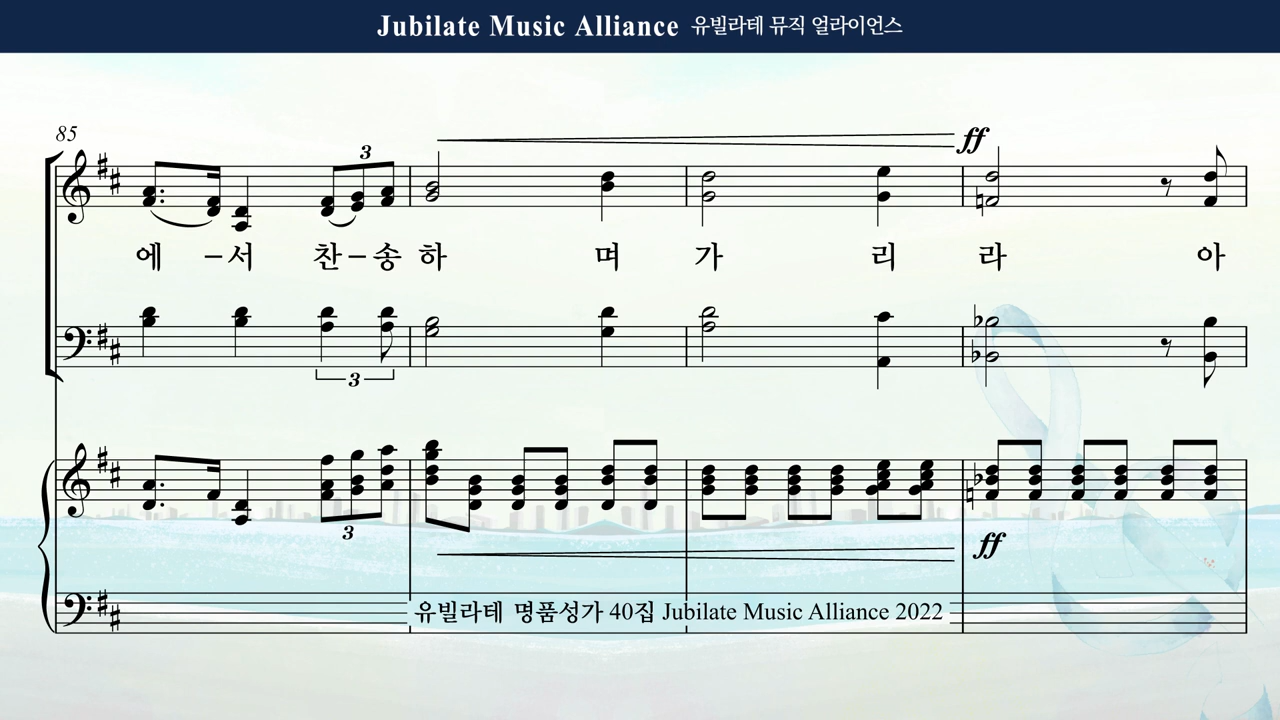 Jubilate Music Alliance 유빌라테 뮤직 얼라이언스
85
3
ff
에 -서 찬-송 하 며 가 리 라 아
3
3
ff
유빌라테 명품성가 40집 Jubilate Music Alliance 2022